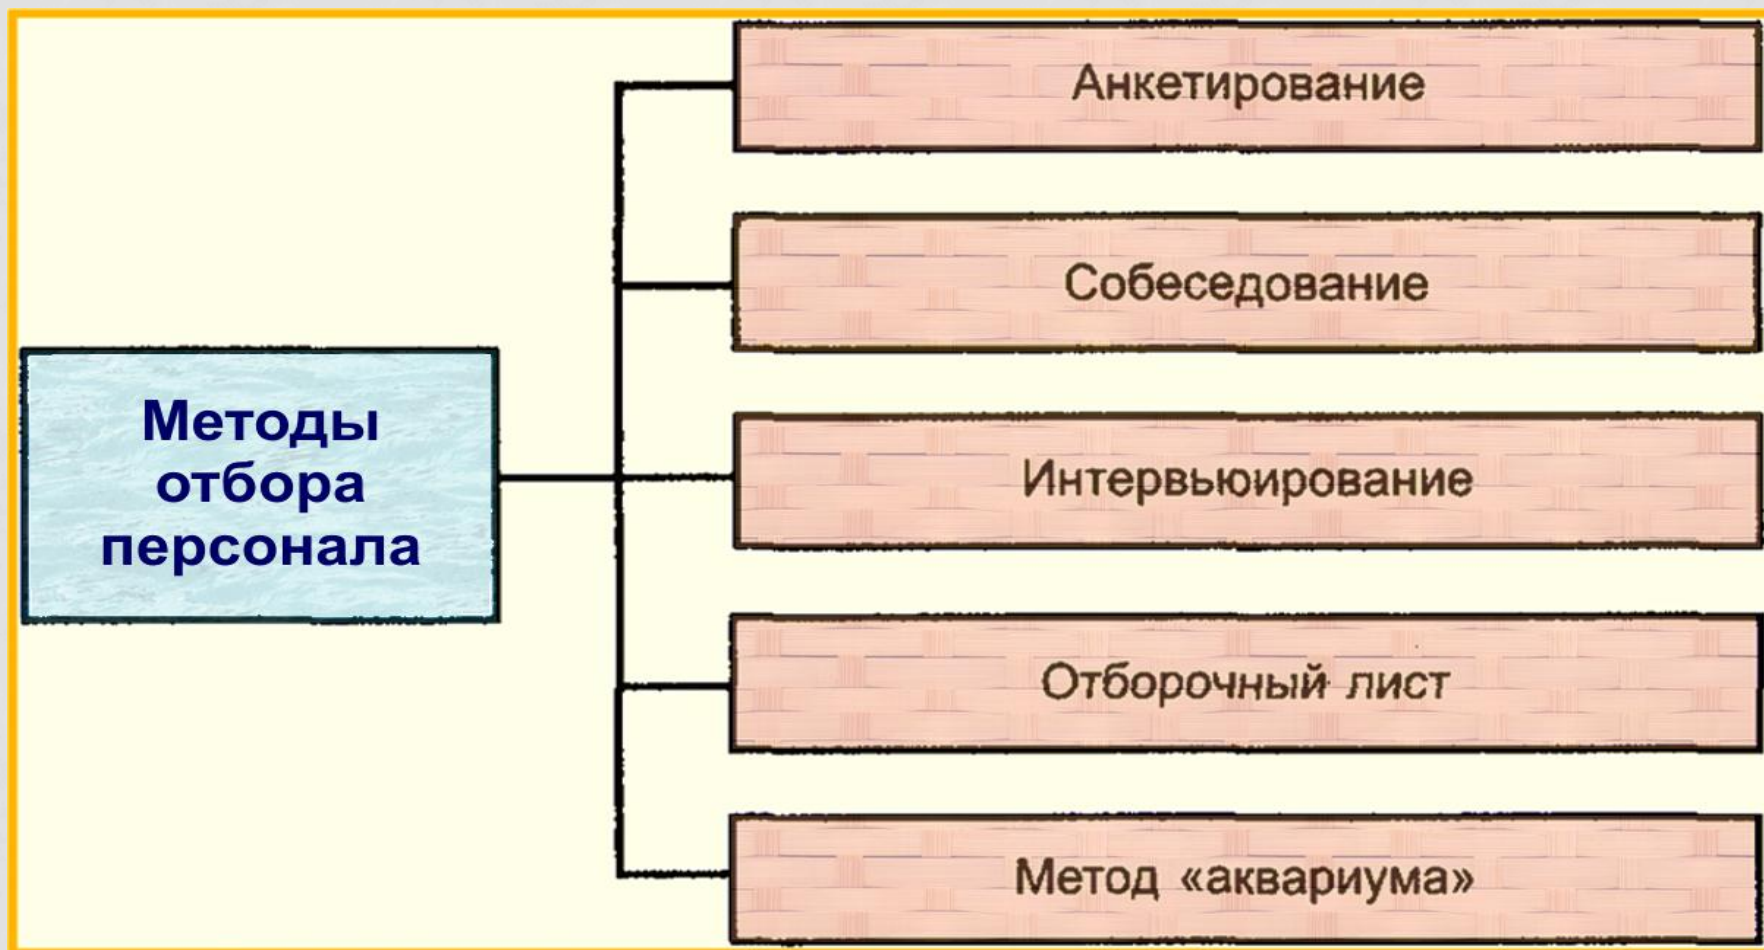 Анкетирование
Собеседование
Методы
отбора
персонала
Интервьюирование
Отборочный лист
Метод «аквариума»